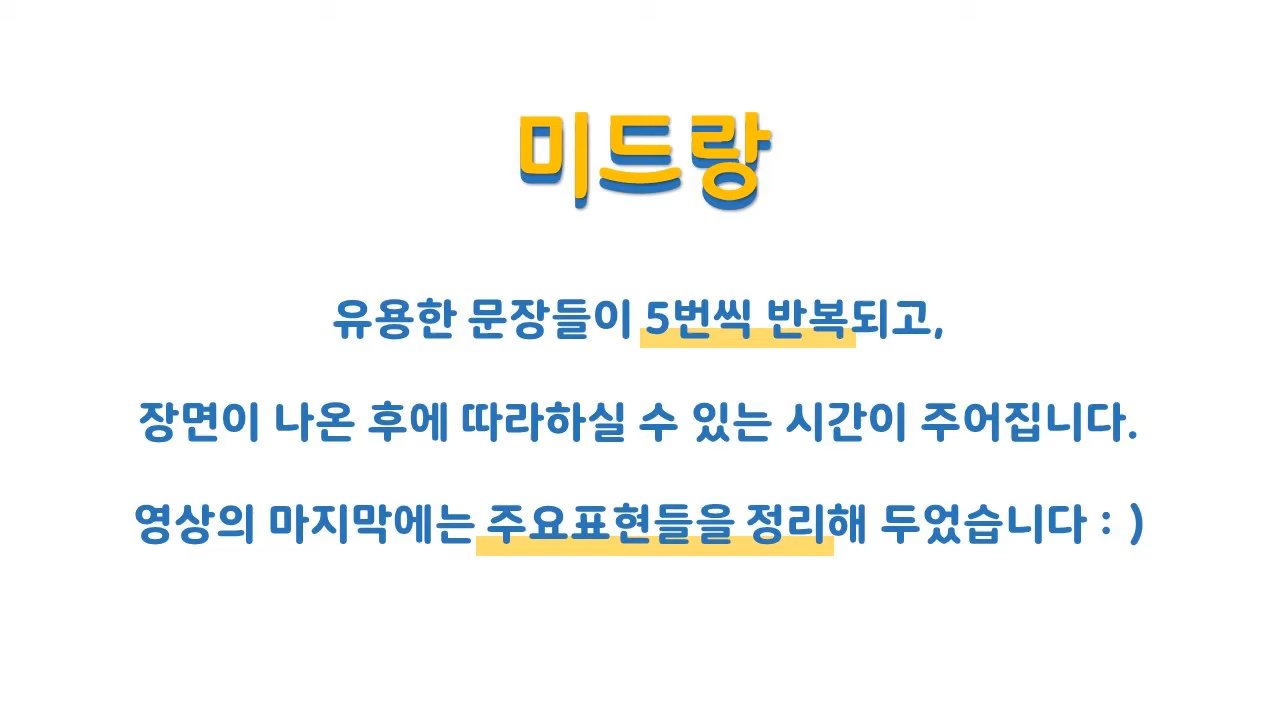 미드랑
유용한 문장들이 5번씩 반복되고,
장면이 나온 후에 따라하실 수 있는 시간이 주어집니다.
영상의 마지막에는 주요표현들을 정리해 두었습니다 : )